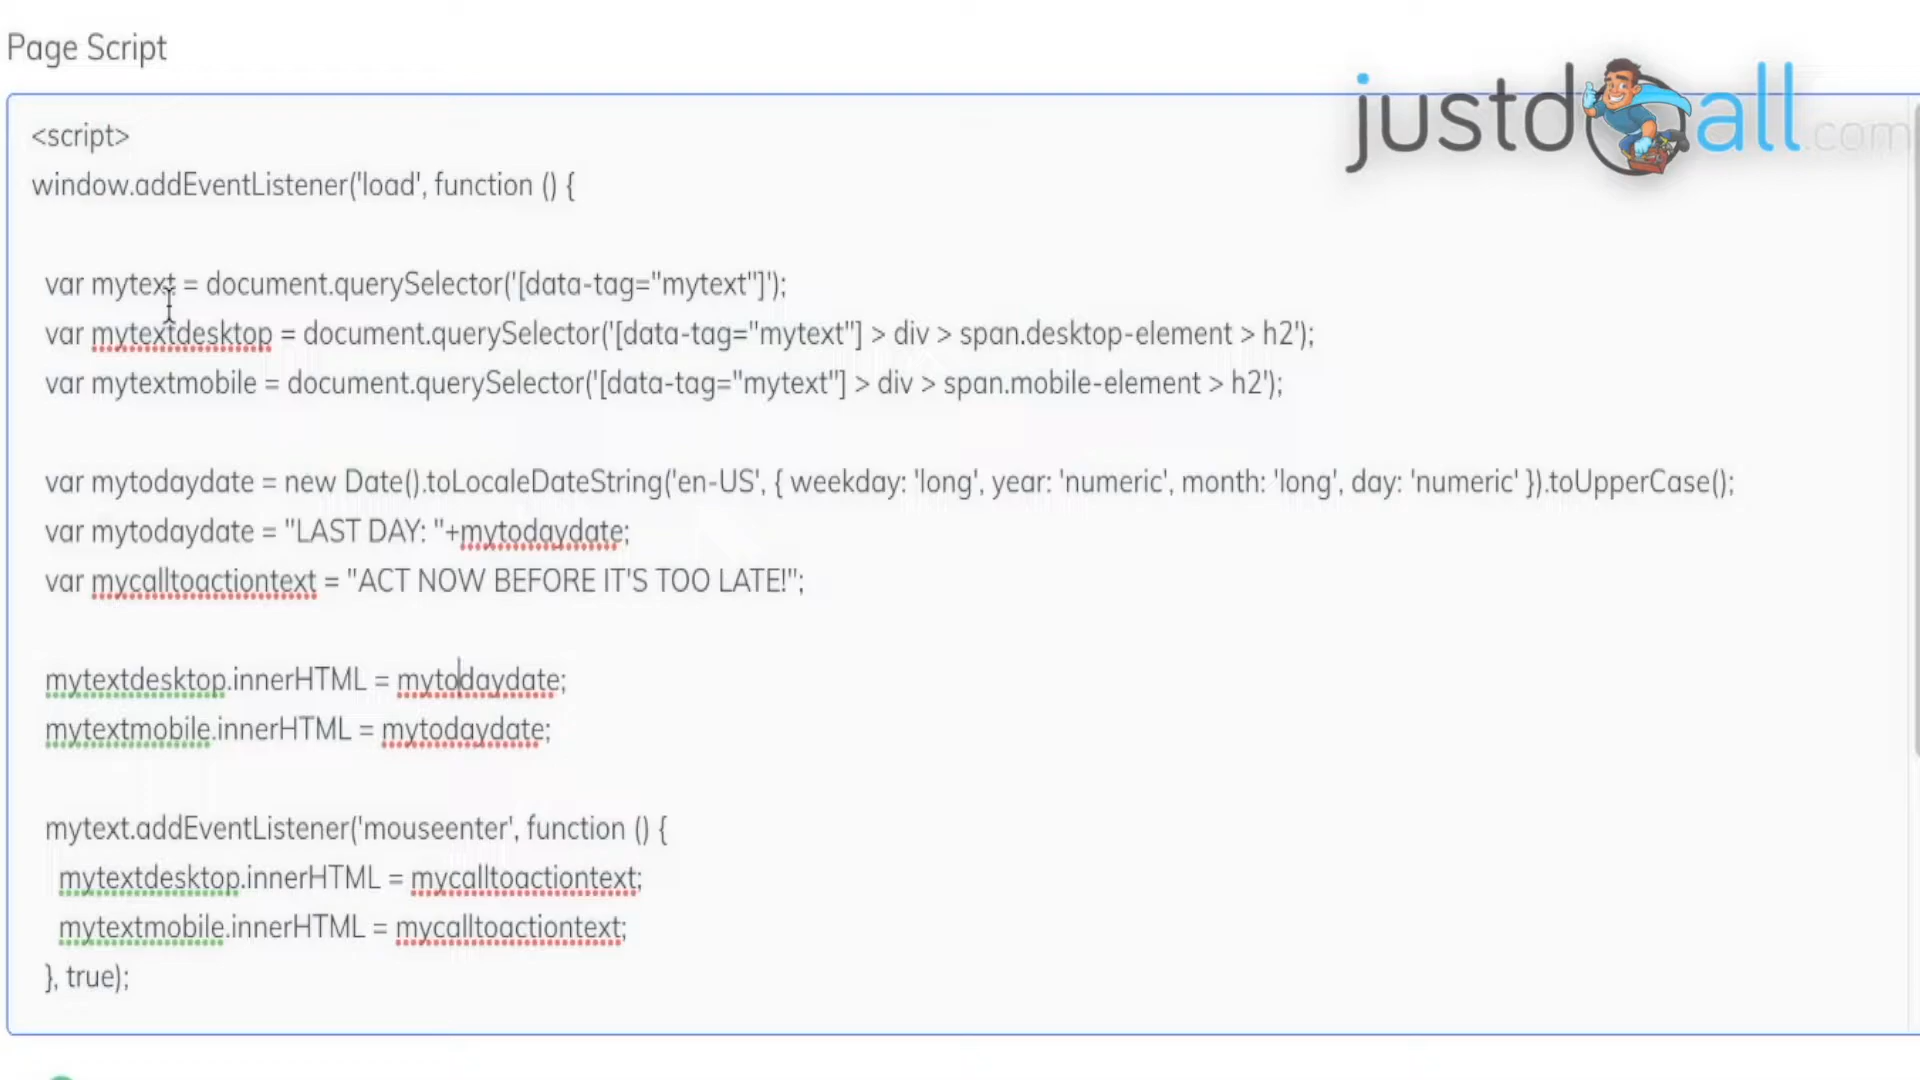 Page Script
justdoall.com
<script>
window.addEventListener('load', function () {
var mytext = document.querySelector('[data-tag="mytext"]');
var mytextdesktop = document.querySelector('[data-tag="mytext"] > div > span.desktop-element > h2');
var mytextmobile = document.querySelector('[data-tag="mytext"] > div > span.mobile-element > h2');
var mytodaydate = new Date().toLocaleDateString('en-US', { weekday: 'long', year: 'numeric', month: 'long', day: 'numeric' }).toUpperCase();
var mytodaydate = "LAST DAY: "+mytodaydate;
var mycalltoactiontext = "ACT NOW BEFORE IT'S TOO LATE!";
mytextdesktop.innerHTML = mytodaydate;
mytextmobile.innerHTML = mytodaydate;
mytext.addEventListener('mouseenter', function () {
mytextdesktop.innerHTML = mycalltoactiontext;
mytextmobile.innerHTML = mycalltoactiontext;
}, true);